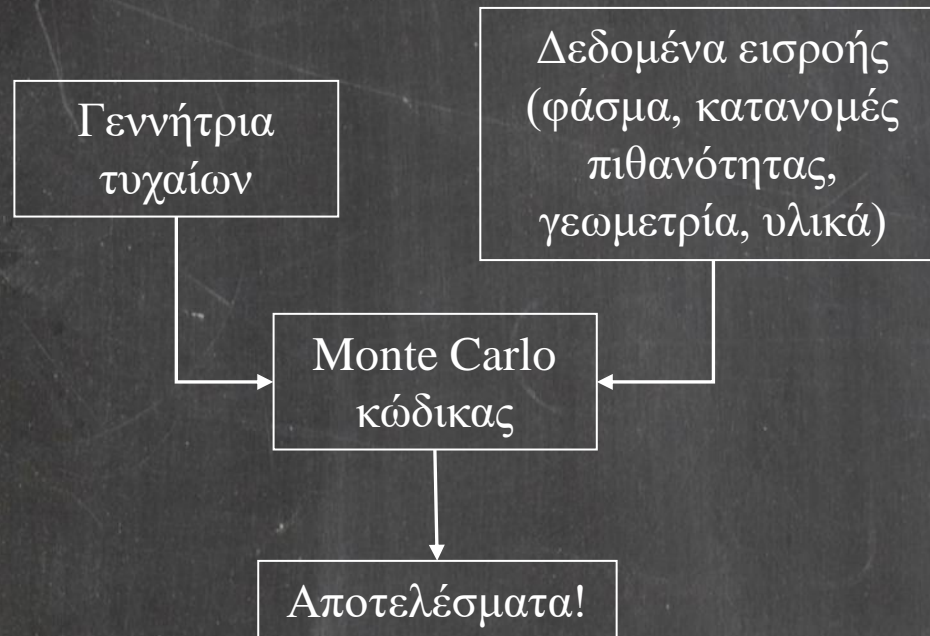 Γεννήτρια
τυχαίων
Δεδομένα εισροής
(φάσμα, κατανομές
πιθανότητας,
γεωμετρία, υλικά)
Monte Carlo
κώδικας
Αποτελέσματα!